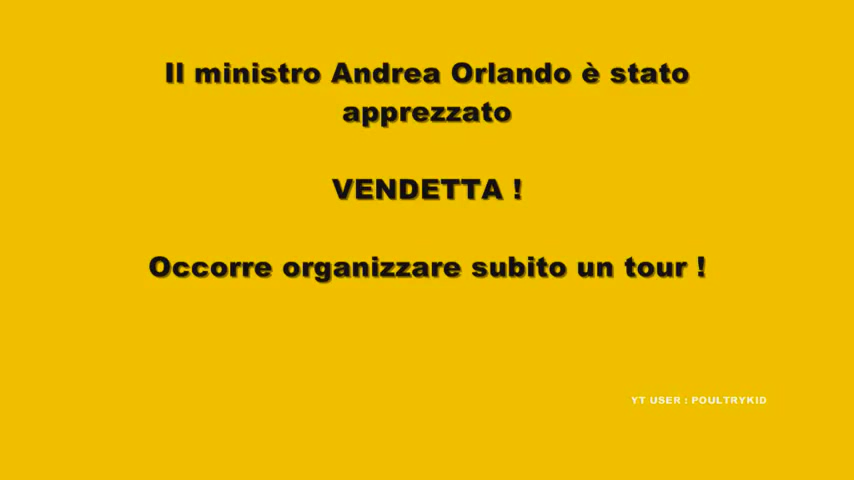 Il ministro Andrea Orlando è stato
apprezzato
VENDETTA !
Occorre organizzare subito un tour !
YT USER : POULTRYKID